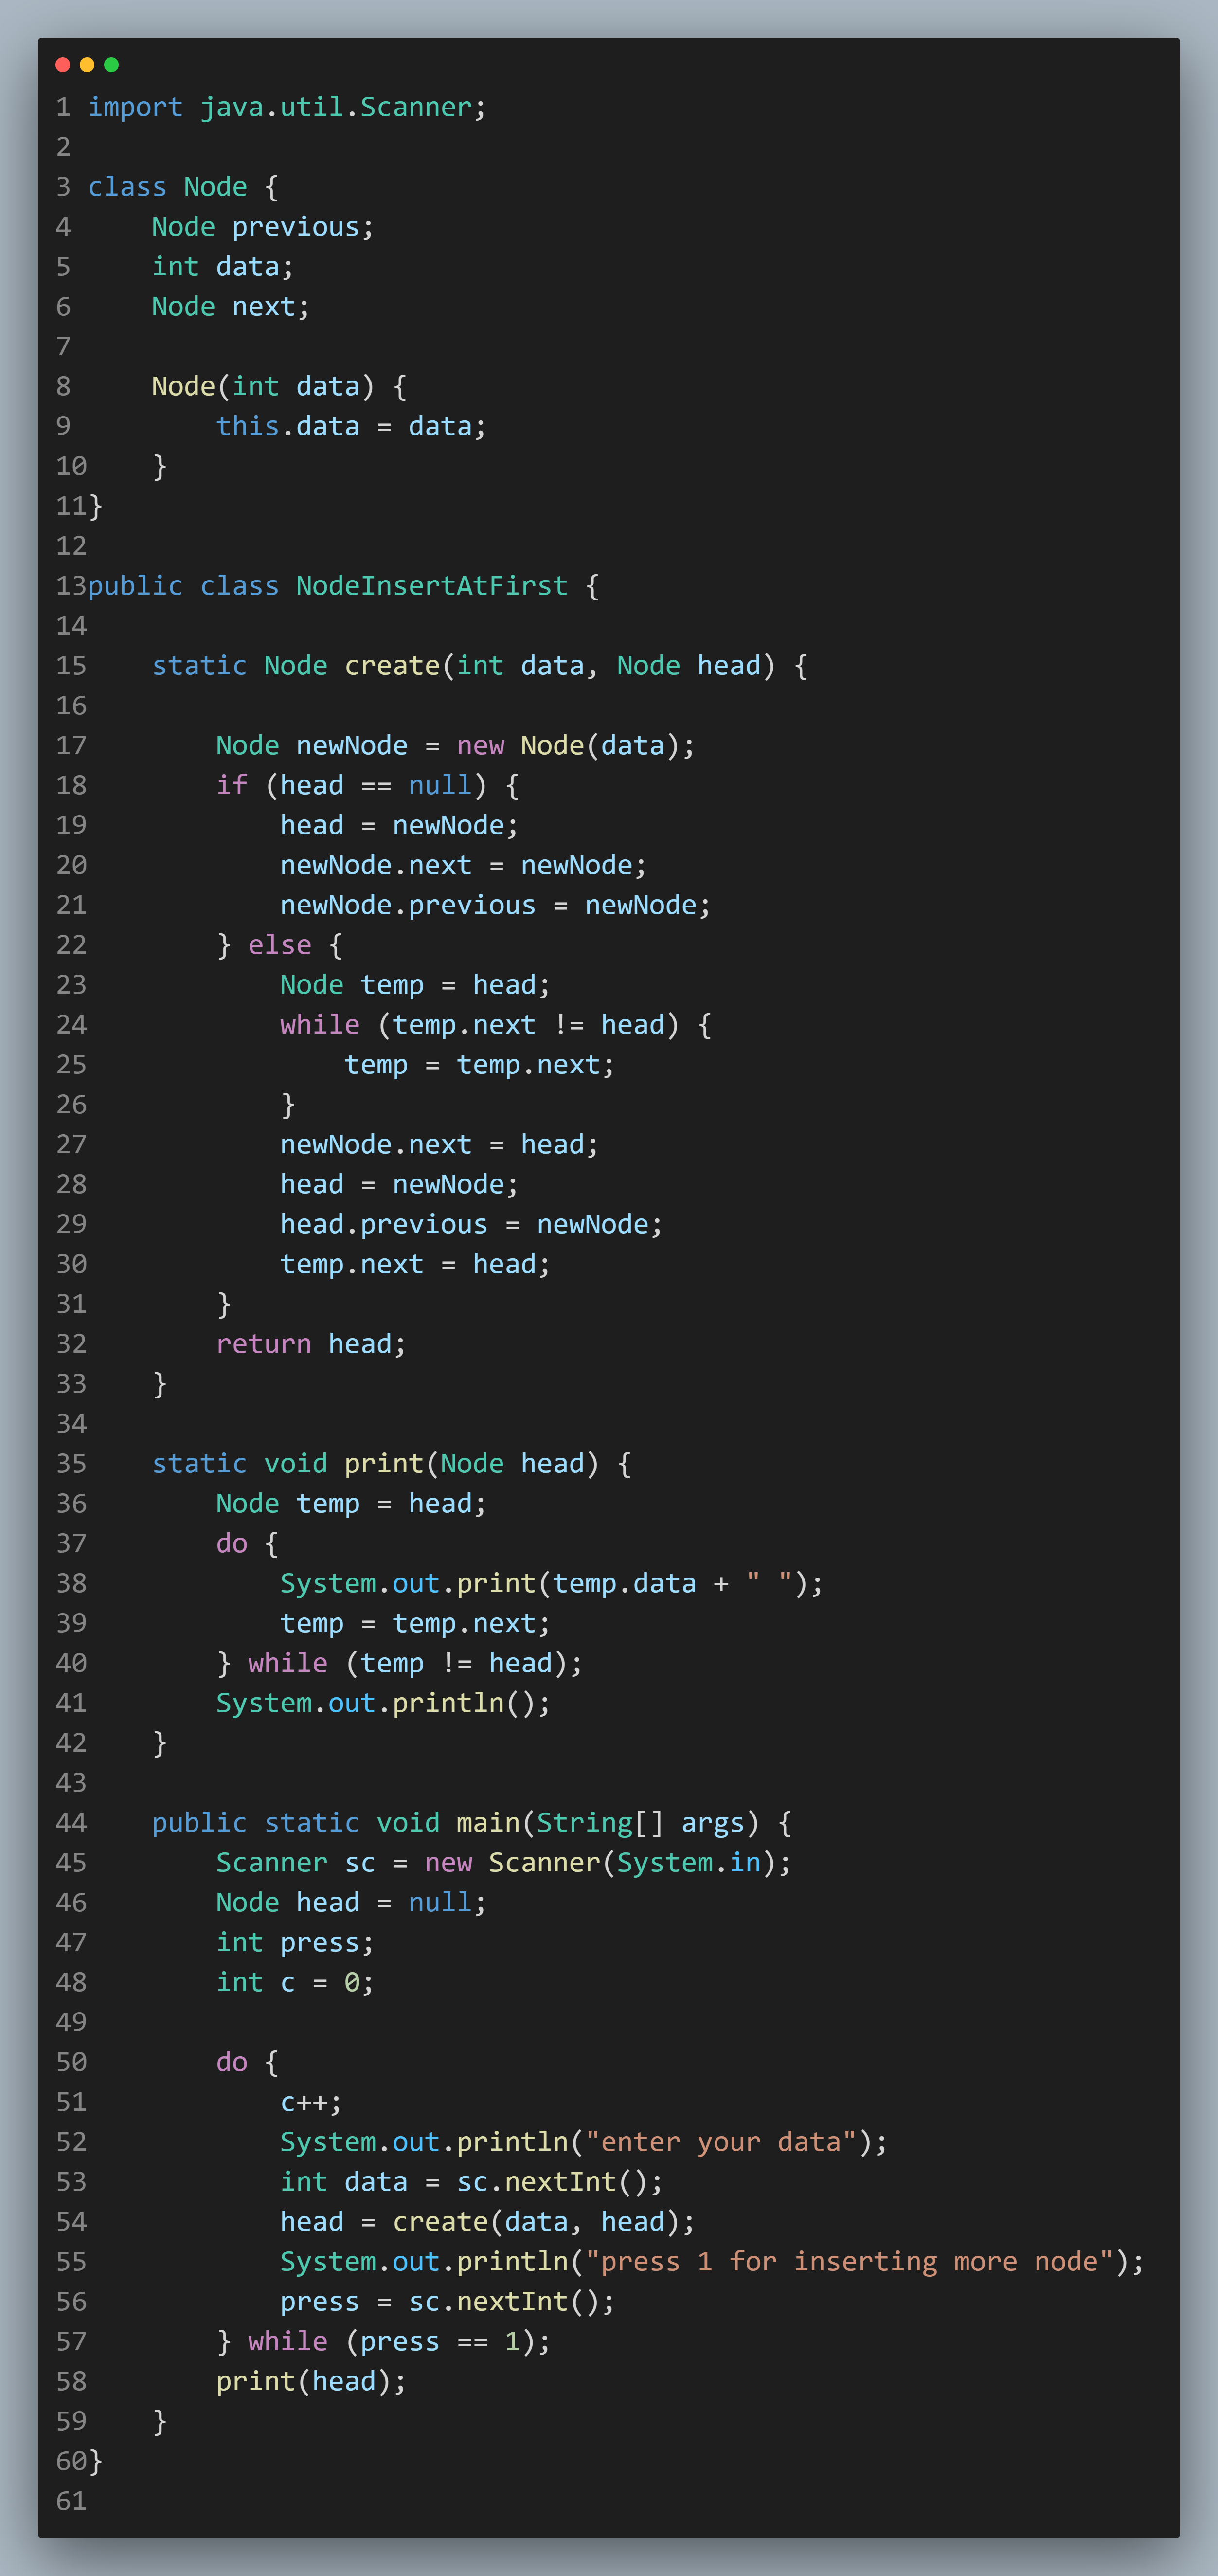 1 import java.util.Scanner;
2
3 class Node {
4     Node previous;
5     int data;
6     Node next;
7
8     Node(int data) {
9         this.data = data;
10    }
11}
12
13public class NodeInsertAtFirst {
14
15    static Node create(int data, Node head) {
16
17        Node newNode = new Node(data);
18        if (head == null) {
19            head = newNode;
20            newNode.next = newNode;
21            newNode.previous = newNode;
22        } else {
23            Node temp = head;
24            while (temp.next != head) {
25                temp = temp.next;
26            }
27            newNode.next = head;
28            head = newNode;
29            head.previous = newNode;
30            temp.next = head;
31        }
32        return head;
33    }
34
35    static void print(Node head) {
36        Node temp = head;
37        do {
38            System.out.print(temp.data + " ");
39            temp = temp.next;
40        } while (temp != head);
41        System.out.println();
42    }
43
44    public static void main(String[] args) {
45        Scanner sc = new Scanner(System.in);
46        Node head = null;
47        int press;
48        int c = 0;
49
50        do {
51            c++;
52            System.out.println("enter your data");
53            int data = sc.nextInt();
54            head = create(data, head);
55            System.out.println("press 1 for inserting more node");
56            press = sc.nextInt();
57        } while (press == 1);
58        print(head);
59    }
60}
61